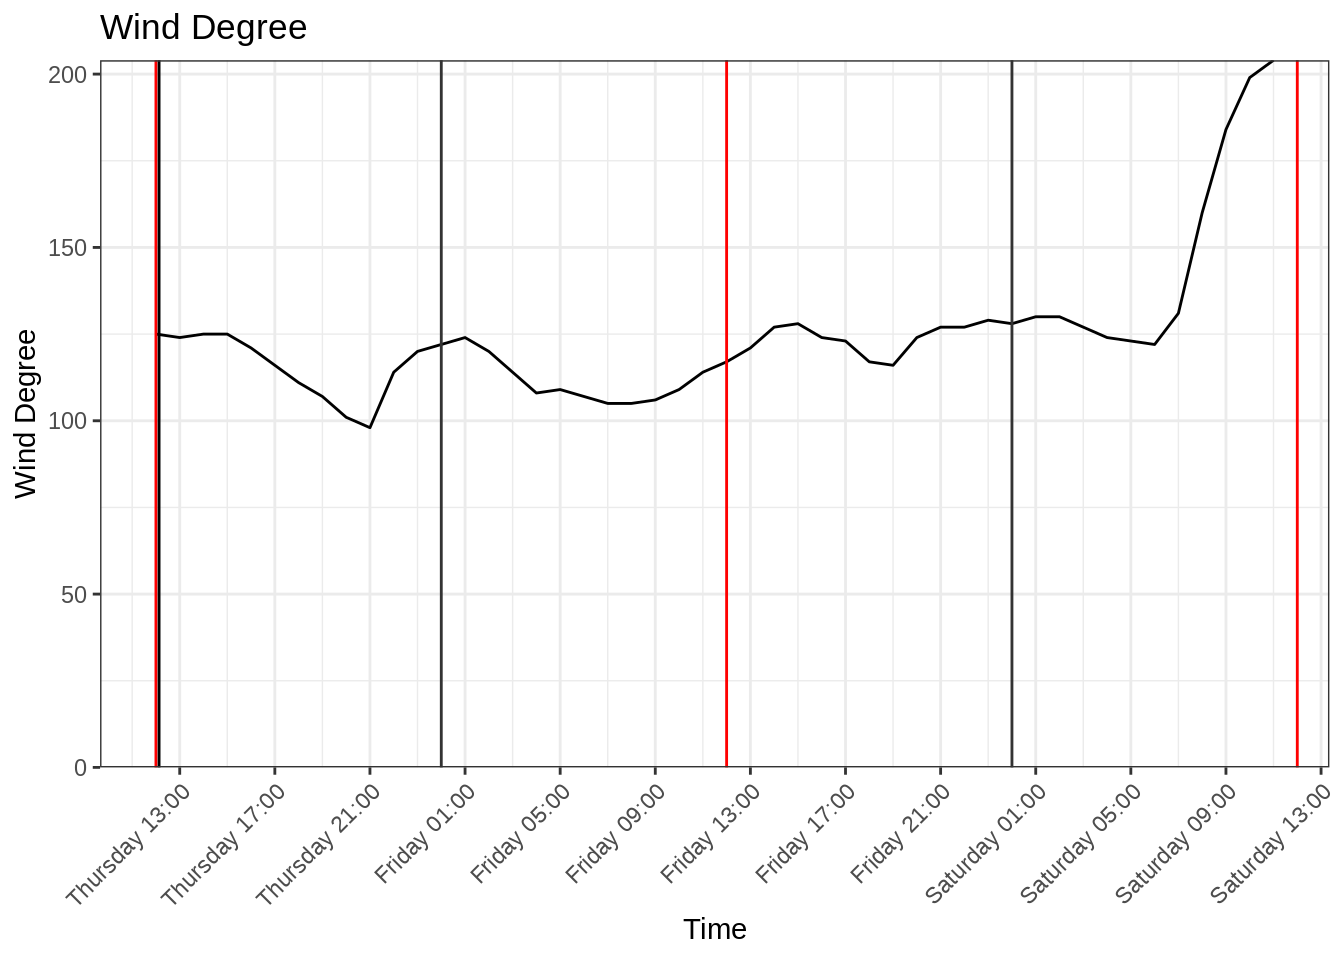 Wind Degree
Wind Degree
200
150
100
50
0
Thursday 13:00
Thursday 17:00
Thursday 21:00
Friday 01:00
Friday 05:00
Friday 09:00
Friday 13:00
Friday 17:00
Friday 21:00
Saturday 01:00
Saturday 05:00
Saturday 09:00
Saturday 13:00
Time